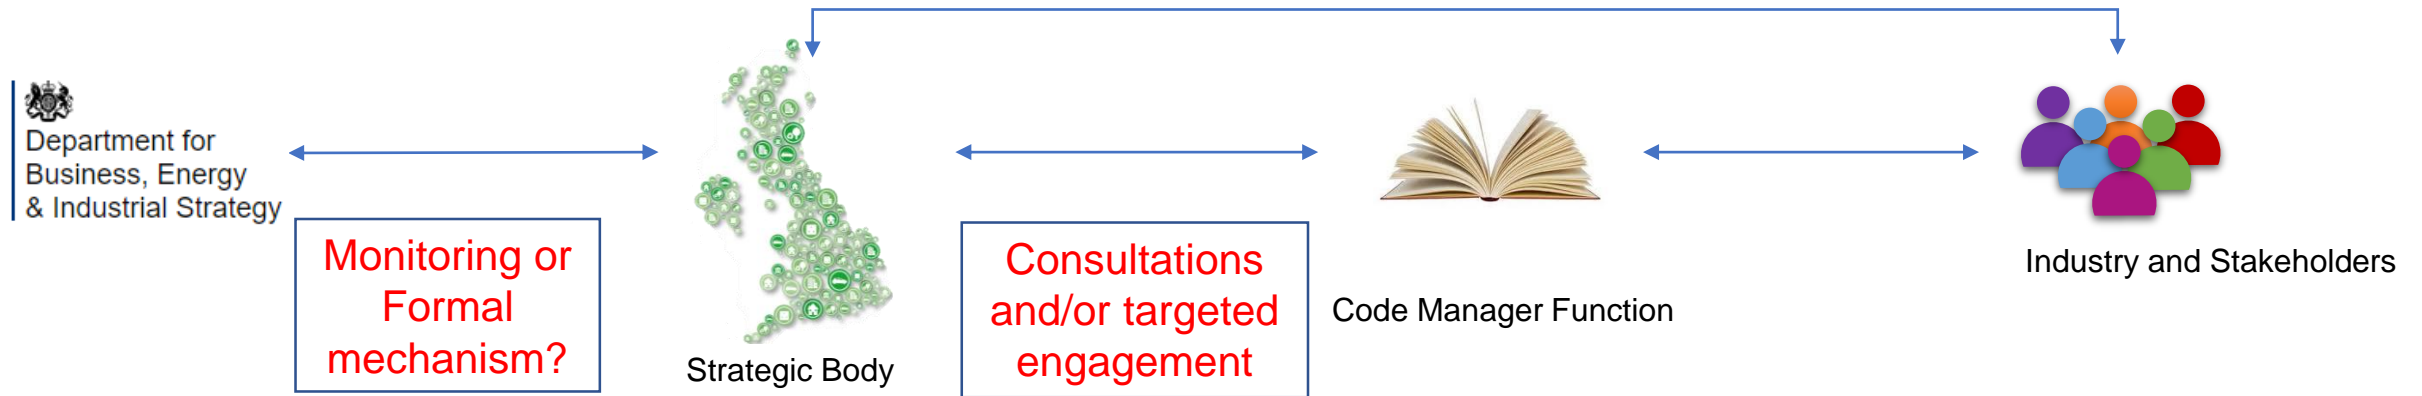 Department for
Business, Energy
& Industrial Strategy
Monitoring or
Formal
mechanism?
Strategic Body
Consultations
and/or targeted
engagement
Code Manager Function
Industry and Stakeholders